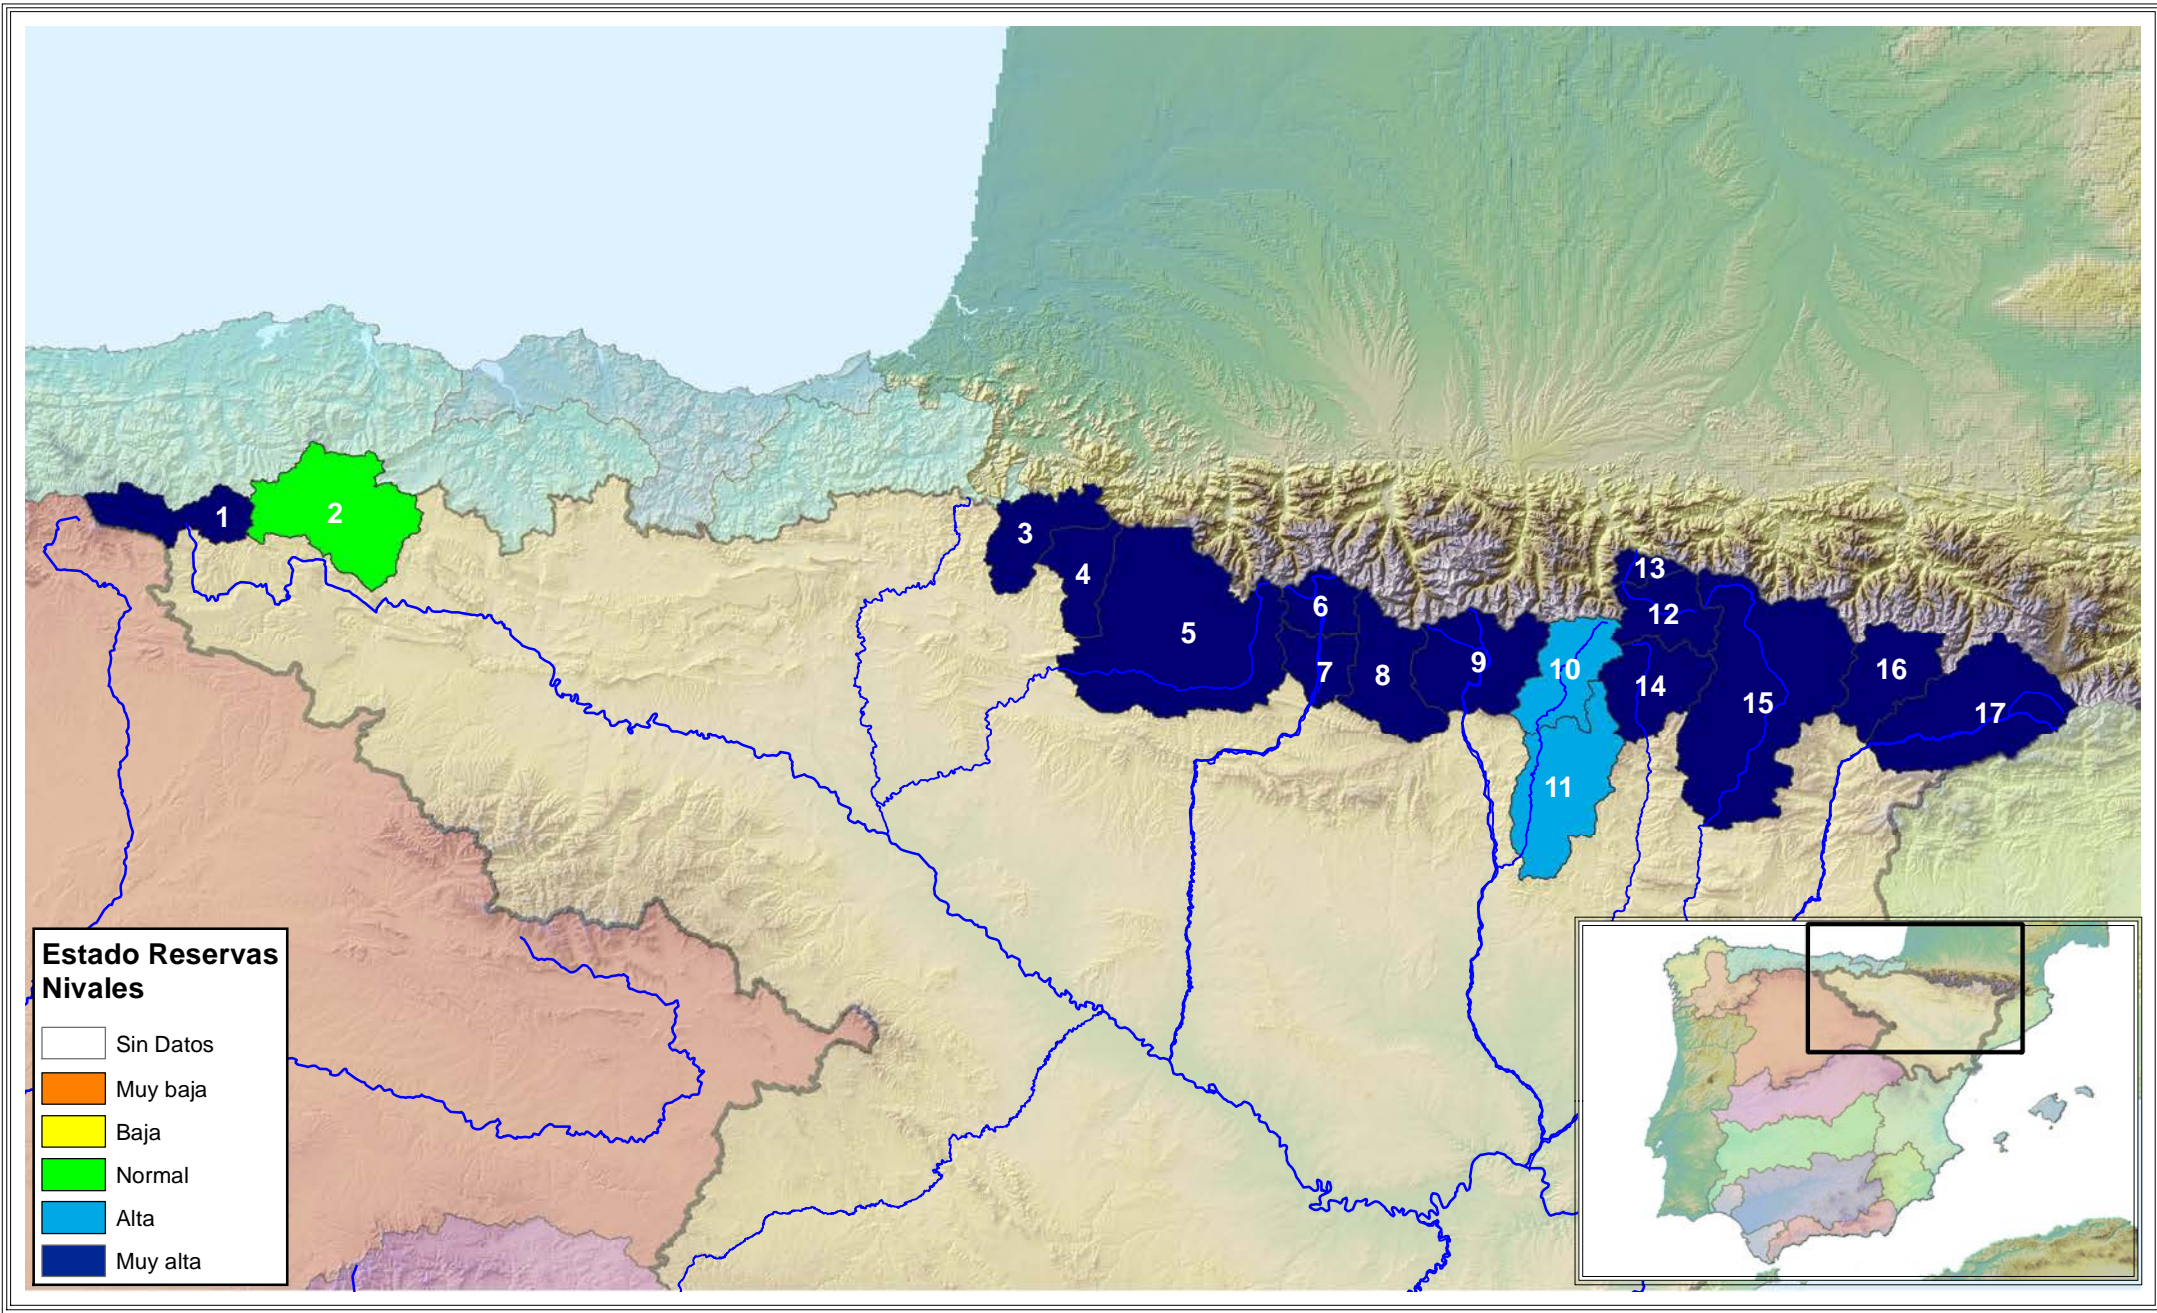 1
2
3
4
5
6
7
8
9
10
11
12
13
14
15
16
17
Estado Reservas
Nivales
Sin Datos
Muy baja
Baja
Normal
Alta
Muy alta